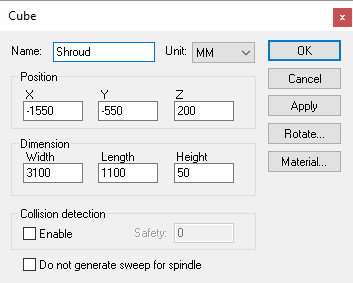 Cube
x
Name: Shroud Unit: MM OK
Cancel
Position
X Y Z
-1550 -550 200
Apply
Rotate...
Dimension
Width Length Height
3100 1100 50
Material...
Collision detection
Enable Safety: 0
Do not generate sweep for spindle